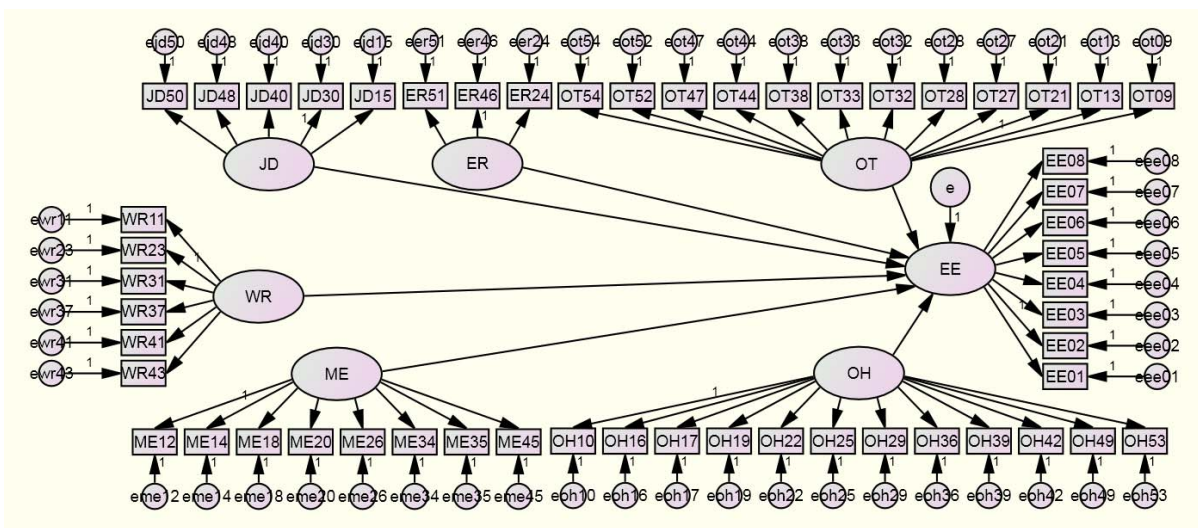 ejd50 ejd48 ejd40 ejd30 ejd15 eer51 eer46 eer24 eot54 eot52 eot47 eot44 eot38 eot33 eot32 eot28 eot27 eot21 eot13 eot09
1 1 1 1 1 1 1 1 1 1 1 1 1 1 1 1 1 1 1 1
JD50 JD48 JD40 JD30 JD15 ER51 ER46 ER24 OT54 OT52 OT47 OT44 OT38 OT33 OT32 OT28 OT27 OT21 OT13 OT09
1 1 1
JD ER OT
e
1
EE
EE08 1 eee08
EE07 1 eee07
EE06 1 eee06
EE05 1 eee05
EE04 1 eee04
1 EE03 1 eee03
EE02 1 eee02
EE01 1 eee01
ewr11 1 WR11
ewr23 1 WR23
1
ewr31 1 WR31
ewr37 1 WR37
ewr41 1 WR41
ewr43 1 WR43
WR
ME OH
1 1
ME12 ME14 ME18 ME20 ME26 ME34 ME35 ME45 OH10 OH16 OH17 OH19 OH22 OH25 OH29 OH36 OH39 OH42 OH49 OH53
1 1 1 1 1 1 1 1 1 1 1 1 1 1 1 1 1 1 1 1
eme12 eme14 eme18 eme20 eme26 eme34 eme35 eme45 eoh10 eoh16 eoh17 eoh19 eoh22 eoh25 eoh29 eoh36 eoh39 eoh42 eoh49 eoh53